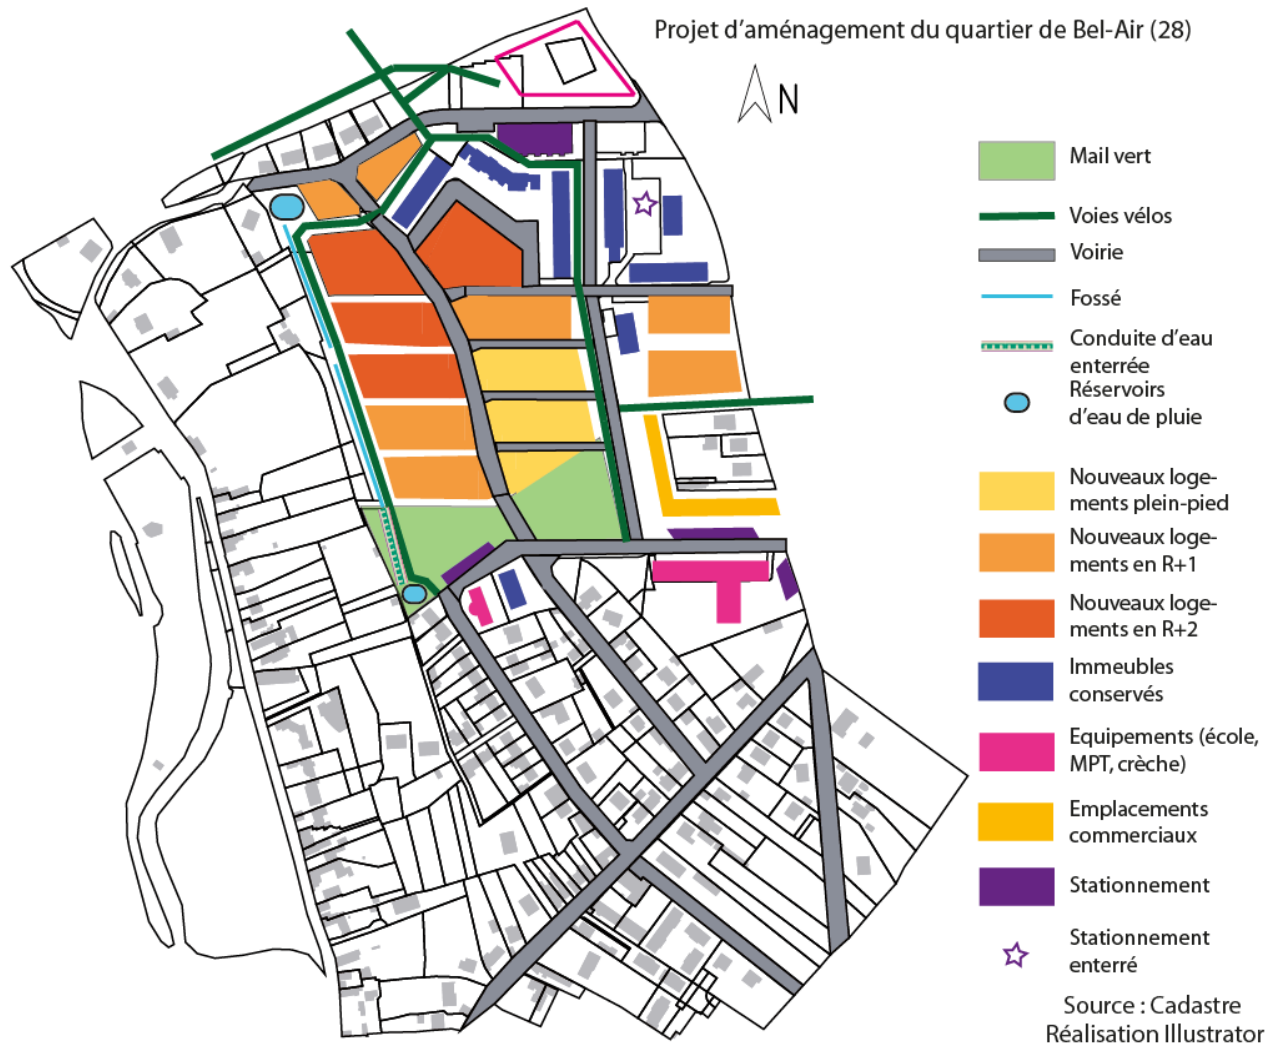 Projet d’aménagement du quartier de Bel-Air (28)
N
Mail vert
Voies vélos
Voirie
Fossé
Conduite d’eau
enterrée
Réservoirs
d’eau de pluie
Nouveaux loge-
ments plein-pied
Nouveaux loge-
ments en R+1
Nouveaux loge-
ments en R+2
Immeubles
conservés
Equipements (école,
MPT, crèche)
Emplacements
commerciaux
Stationnement
Stationnement
enterré
Source : Cadastre
Réalisation Illustrator